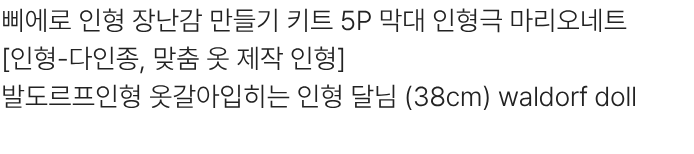 삐에로 인형 장난감 만들기 키트 5P 막대 인형극 마리오네트
[인형-다인종, 맞춤 옷 제작 인형]
발도르프인형 옷갈아입히는 인형 달님 (38cm) waldorf doll